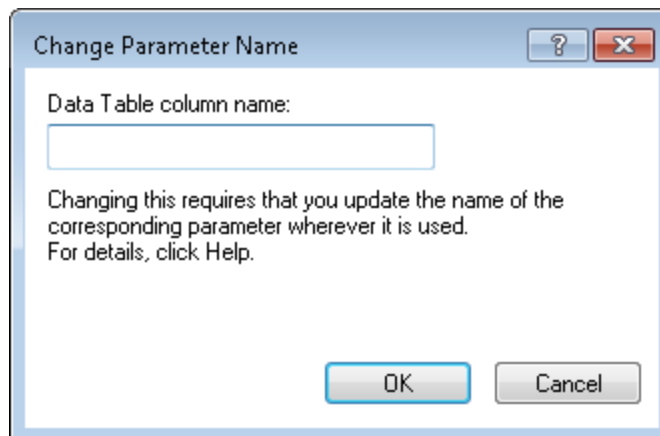 Change Parameter Name
?
Data Table column name:
Changing this requires that you update the name of the
corresponding parameter wherever it is used.
For details, click Help.
OK
Cancel